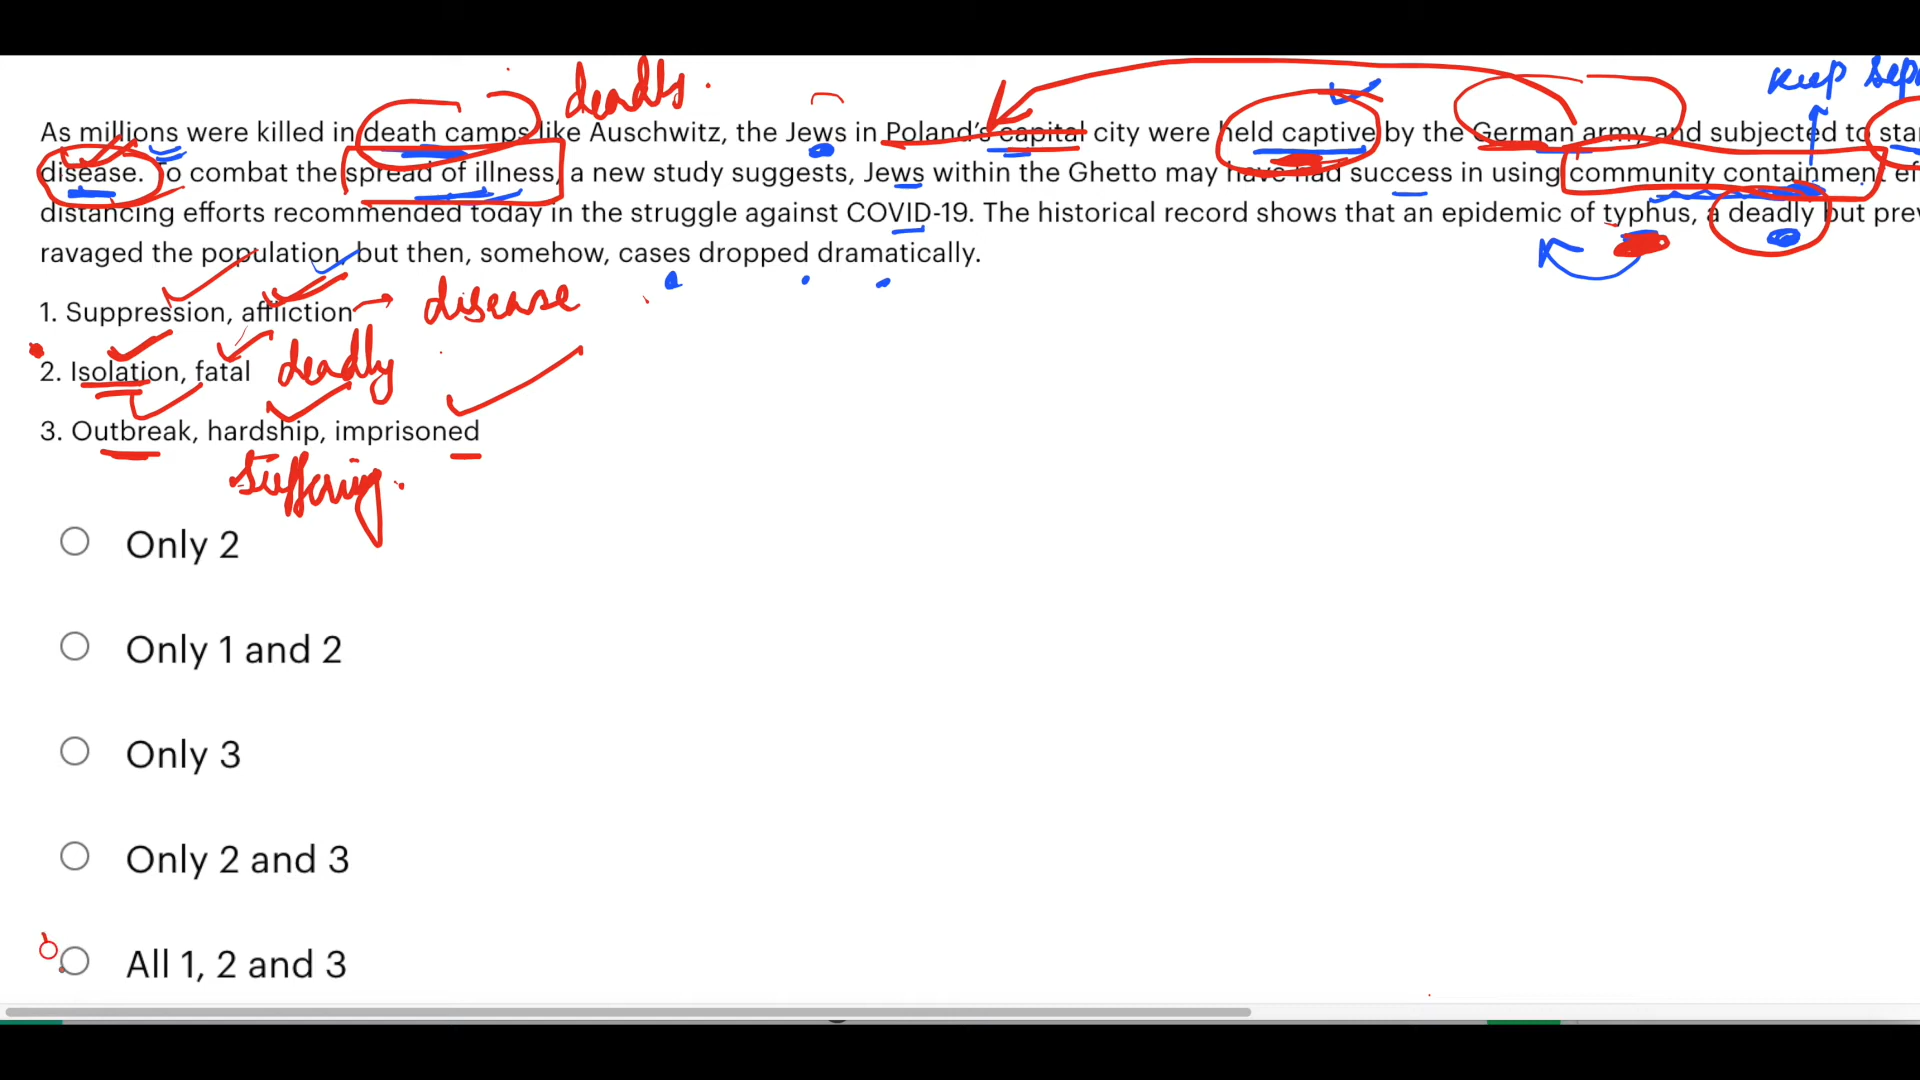 deadly.
keep sep
As millions were killed in death camps like Auschwitz, the Jews in Poland's capital city were held captive by the German army and subjected to star
disease. To combat the spread of illness, a new study suggests, Jews within the Ghetto may have had success in using community containment ef
distancing efforts recommended today in the struggle against COVID-19. The historical record shows that an epidemic of typhus, a deadly but prev
ravaged the population, but then, somehow, cases dropped dramatically.
1. Suppression, affliction → disease
2. Isolation, fatal deadly
3. Outbreak, hardship, imprisoned
suffering.
Only 2
Only 1 and 2
Only 3
Only 2 and 3
All 1, 2 and 3